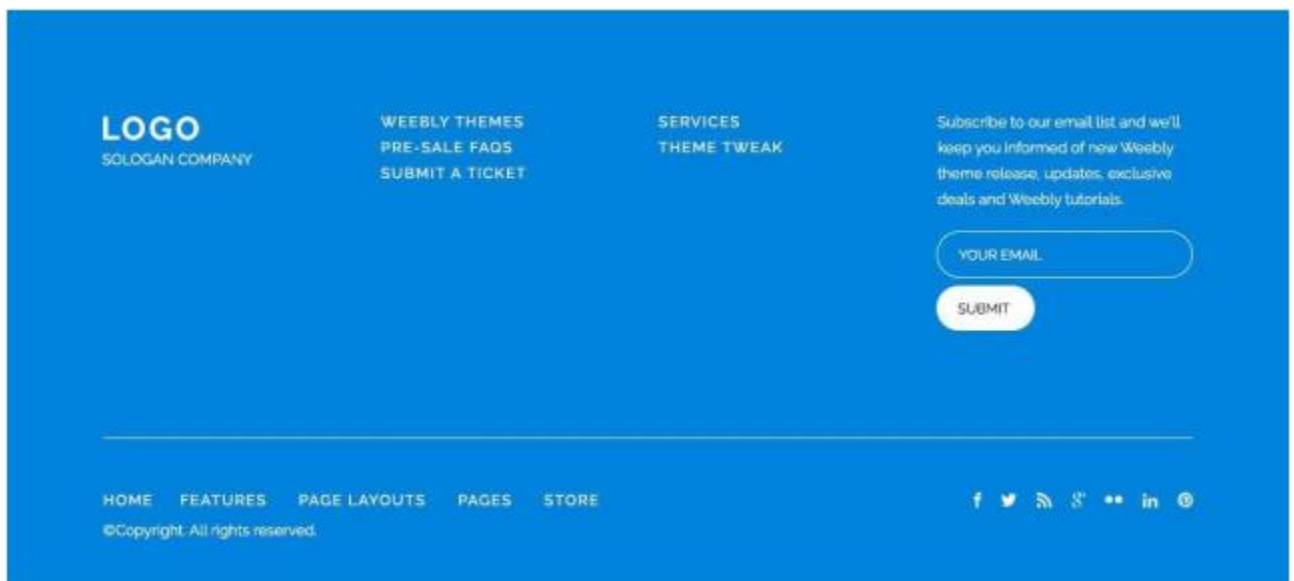 LOGO
SOLOGAN COMPANY
WEEBLY THEMES
PRE-SALE FAQS
SUBMIT A TICKET
SERVICES
THEME TWEAK
Subscribe to our email list and we'll
keep you informed of new Weebly
theme release, updates, exclusive
deals and Weebly tutorials.
YOUR EMAIL
SUBMIT
HOME FEATURES PAGE LAYOUTS PAGES STORE
©Copyright. All rights reserved.